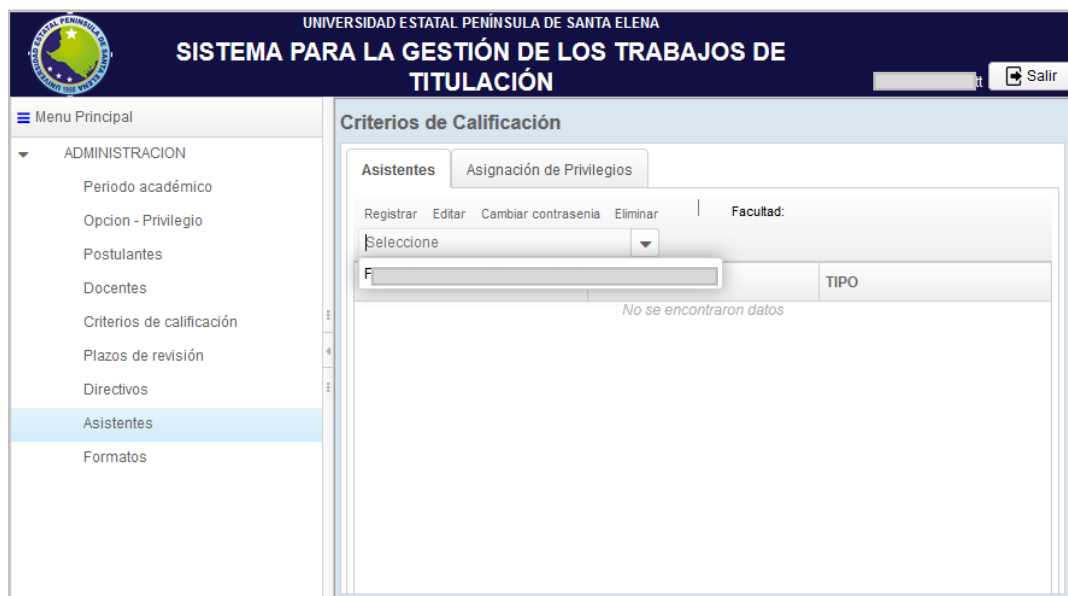 UNIVERSIDAD ESTATAL PENÍNSULA DE SANTA ELENA
SISTEMA PARA LA GESTIÓN DE LOS TRABAJOS DE
TITULACIÓN
tt
Salir
Menu Principal
ADMINISTRACION
Periodo académico
Opcion - Privilegio
Postulantes
Docentes
Criterios de calificación
Plazos de revisión
Directivos
Asistentes
Formatos
Criterios de Calificación
Asistentes Asignación de Privilegios
Registrar Editar Cambiar contrasenia Eliminar Facultad:
Seleccione
F
TIPO
No se encontraron datos